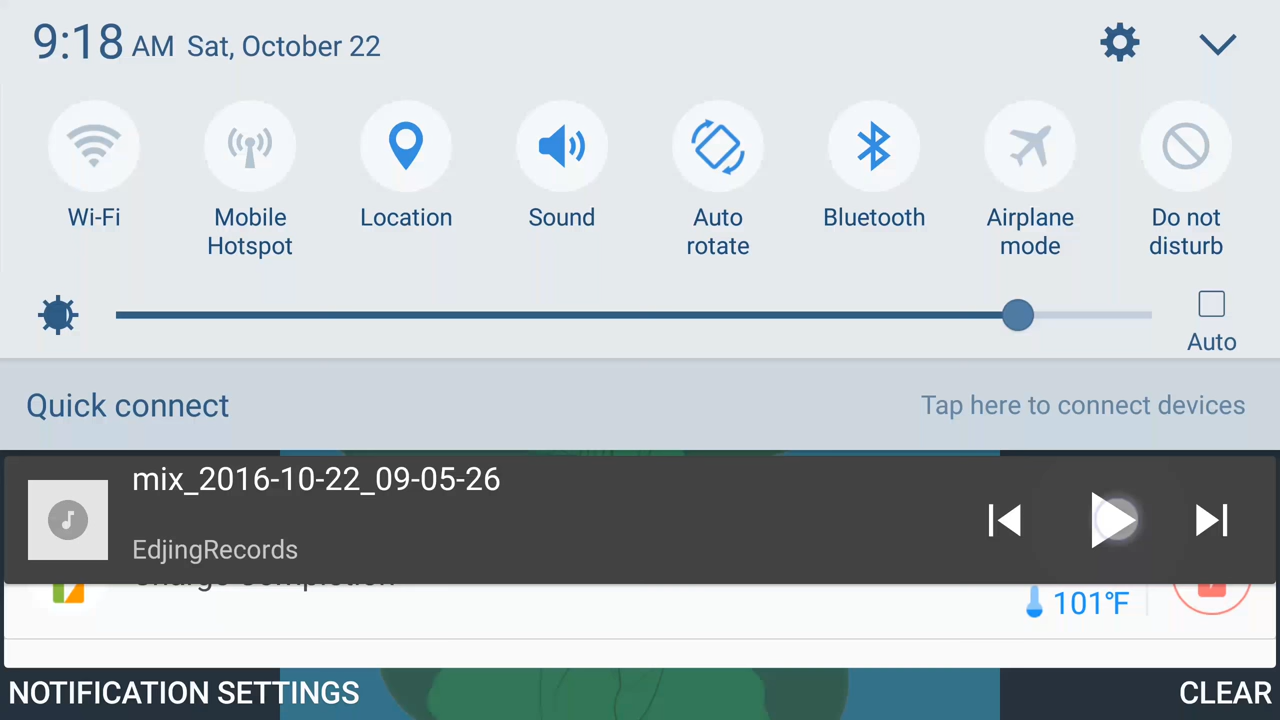 9:18 AM Sat, October 22
Wi-Fi
Mobile
Hotspot
Location
Sound
Auto
rotate
Bluetooth
Airplane
mode
Do not
disturb
Auto
Quick connect
Tap here to connect devices
mix_2016-10-22_09-05-26
EdjingRecords
Charge Completion
101°F
NOTIFICATION SETTINGS
CLEAR